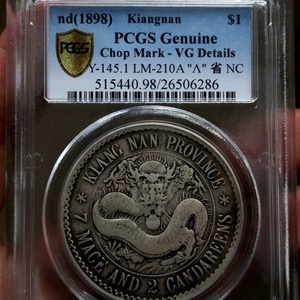 nd(1898) Kiangnan $1
PCGS Genuine
Chop Mark - VG Details
Y-145.1 LM-210A "Λ" 省 NC
515440.98/26506286
PCGS
KIANG NAN PROVINCE
7 MACE AND 2 CANDAREENS